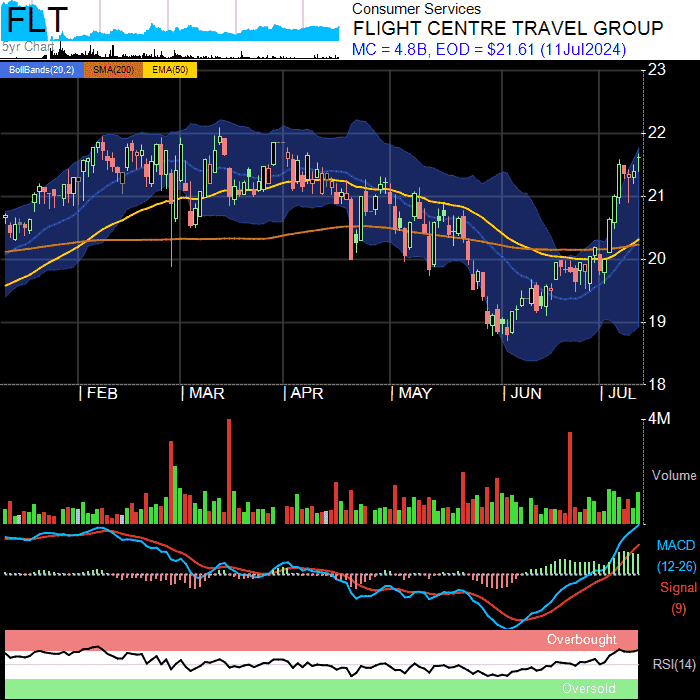 FLT
5yr Chart
Consumer Services
FLIGHT CENTRE TRAVEL GROUP
MC = 4.8B, EOD = $21.61 (11Jul2024)
BollBands(20,2) SMA(200) EMA(50)
23
22
21
20
19
18
| FEB | MAR | APR | MAY | JUN | JUL
4M
Volume
MACD
(12-26)
Signal
(9)
Overbought
RSI(14)
Oversold